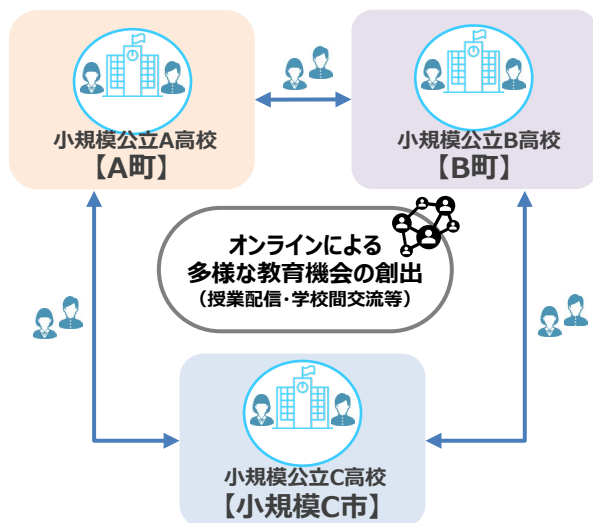 小規模公立A高校
【A町】
小規模公立B高校
【B町】
オンラインによる
多様な教育機会の創出
（授業配信・学校間交流等）
小規模公立C高校
【小規模C市】